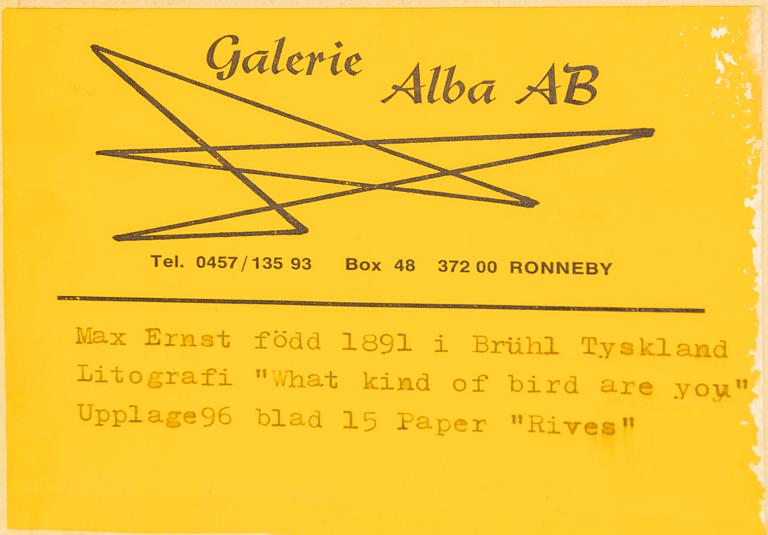 Galerie Alba AB
Tel. 0457/135 93 Box 48 372 00 RONNEBY
Max Ernst född 1891 i Brühl Tyskland
Litografi "What kind of bird are you"
Upplage96 blad 15 Paper "Rives"